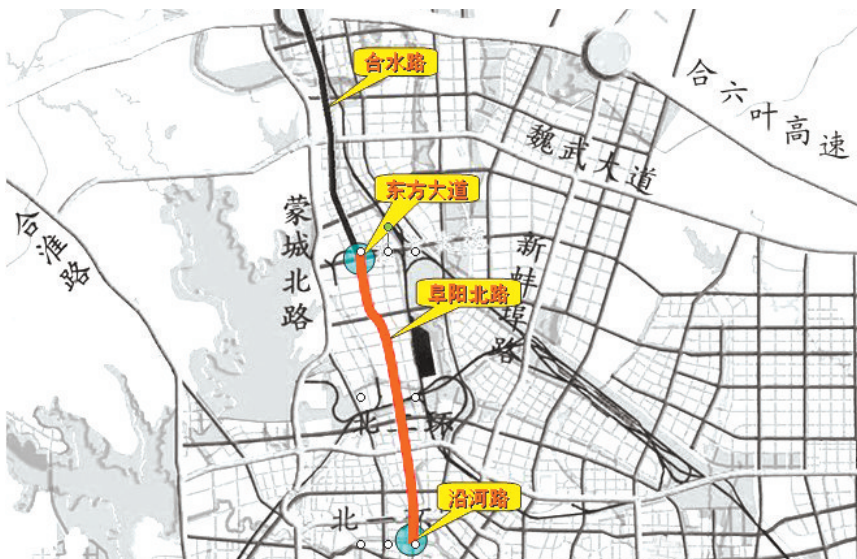 合水路
合六叶高速
魏武大道
东方大道
蒙城北路
合淮路
新蚌埠路
阜阳北路
北二环
沿河路
北一环